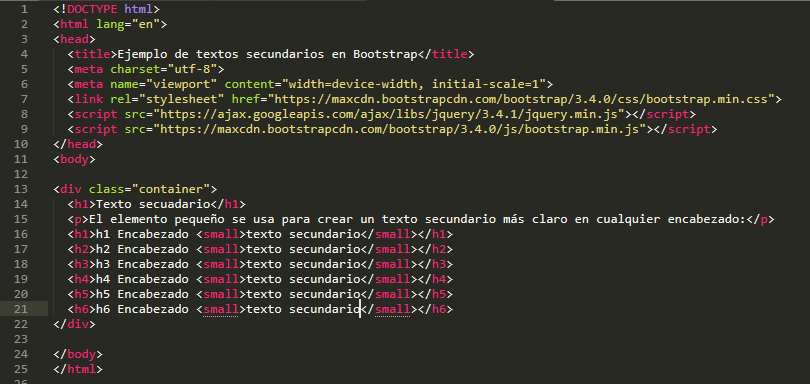 1 <!DOCTYPE html>
2 <html lang="en">
3 <head>
4   <title>Ejemplo de textos secundarios en Bootstrap</title>
5   <meta charset="utf-8">
6   <meta name="viewport" content="width=device-width, initial-scale=1">
7   <link rel="stylesheet" href="https://maxcdn.bootstrapcdn.com/bootstrap/3.4.0/css/bootstrap.min.css">
8   <script src="https://ajax.googleapis.com/ajax/libs/jquery/3.4.1/jquery.min.js"></script>
9   <script src="https://maxcdn.bootstrapcdn.com/bootstrap/3.4.0/js/bootstrap.min.js"></script>
10 </head>
11 <body>
12
13 <div class="container">
14   <h1>Texto secuadario</h1>
15   <p>El elemento pequeño se usa para crear un texto secundario más claro en cualquier encabezado:</p>
16   <h1>h1 Encabezado <small>texto secundario</small></h1>
17   <h2>h2 Encabezado <small>texto secundario</small></h2>
18   <h3>h3 Encabezado <small>texto secundario</small></h3>
19   <h4>h4 Encabezado <small>texto secundario</small></h4>
20   <h5>h5 Encabezado <small>texto secundario</small></h5>
21   <h6>h6 Encabezado <small>texto secundario</small></h6>
22 </div>
23
24 </body>
25 </html>
26